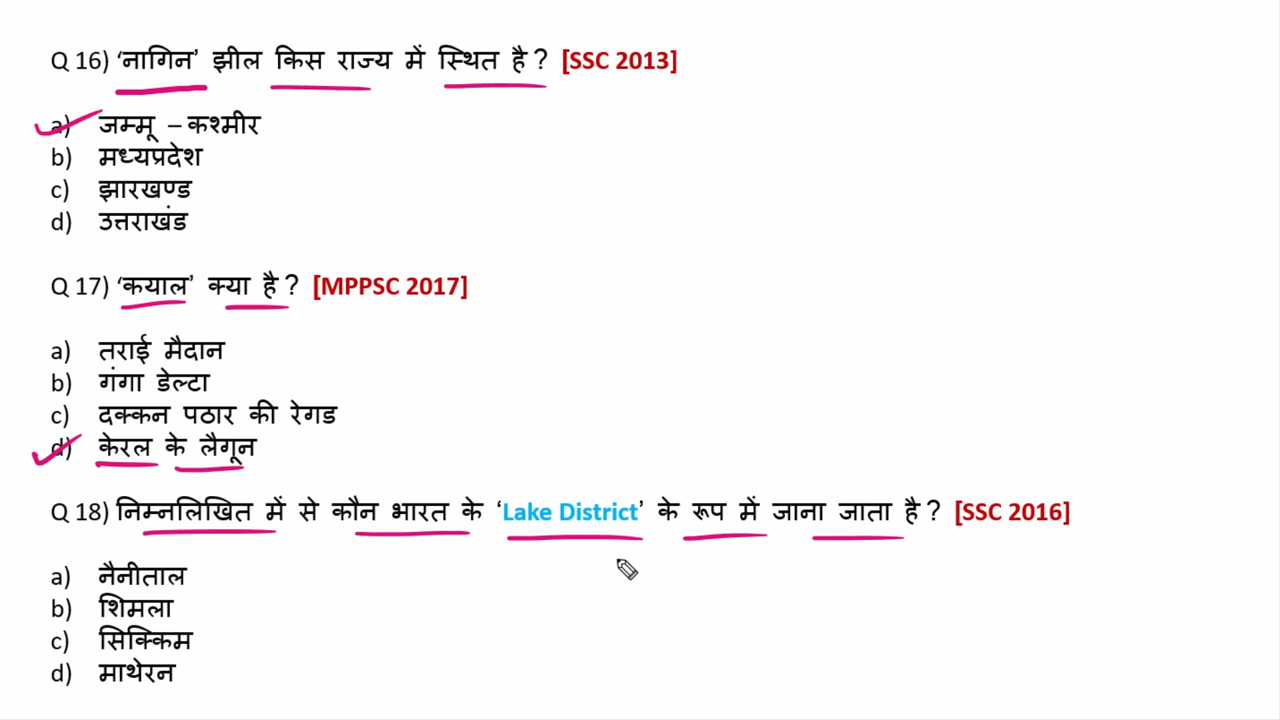 Q 16) ‘नागिन’ झील किस राज्य में स्थित है ? [SSC 2013]
a) जम्मू – कश्मीर
b) मध्यप्रदेश
c) झारखण्ड
d) उत्तराखंड
Q 17) ‘कयाल’ क्या है ? [MPPSC 2017]
a) तराई मैदान
b) गंगा डेल्टा
c) दक्कन पठार की रेगड
d) केरल के लैगून
Q 18) निम्नलिखित में से कौन भारत के ‘Lake District’ के रूप में जाना जाता है ? [SSC 2016]
a) नैनीताल
b) शिमला
c) सिक्किम
d) माथेरन